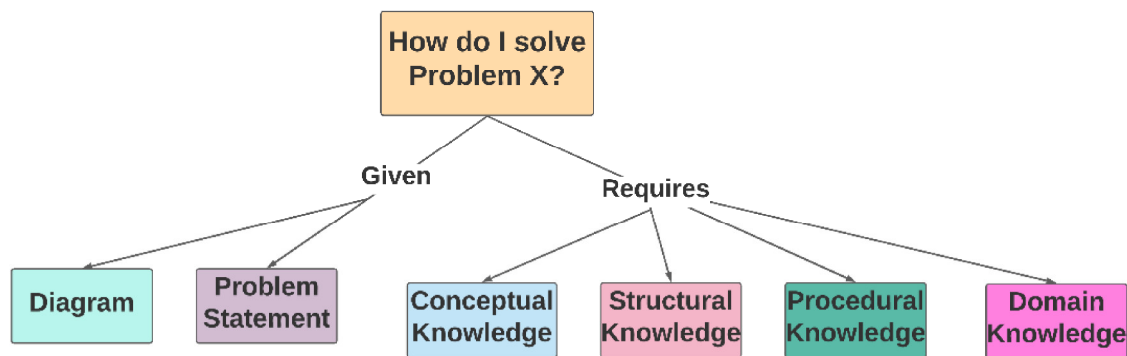 How do I solve
Problem X?
Given
Requires
Diagram
Problem
Statement
Conceptual
Knowledge
Structural
Knowledge
Procedural
Knowledge
Domain
Knowledge